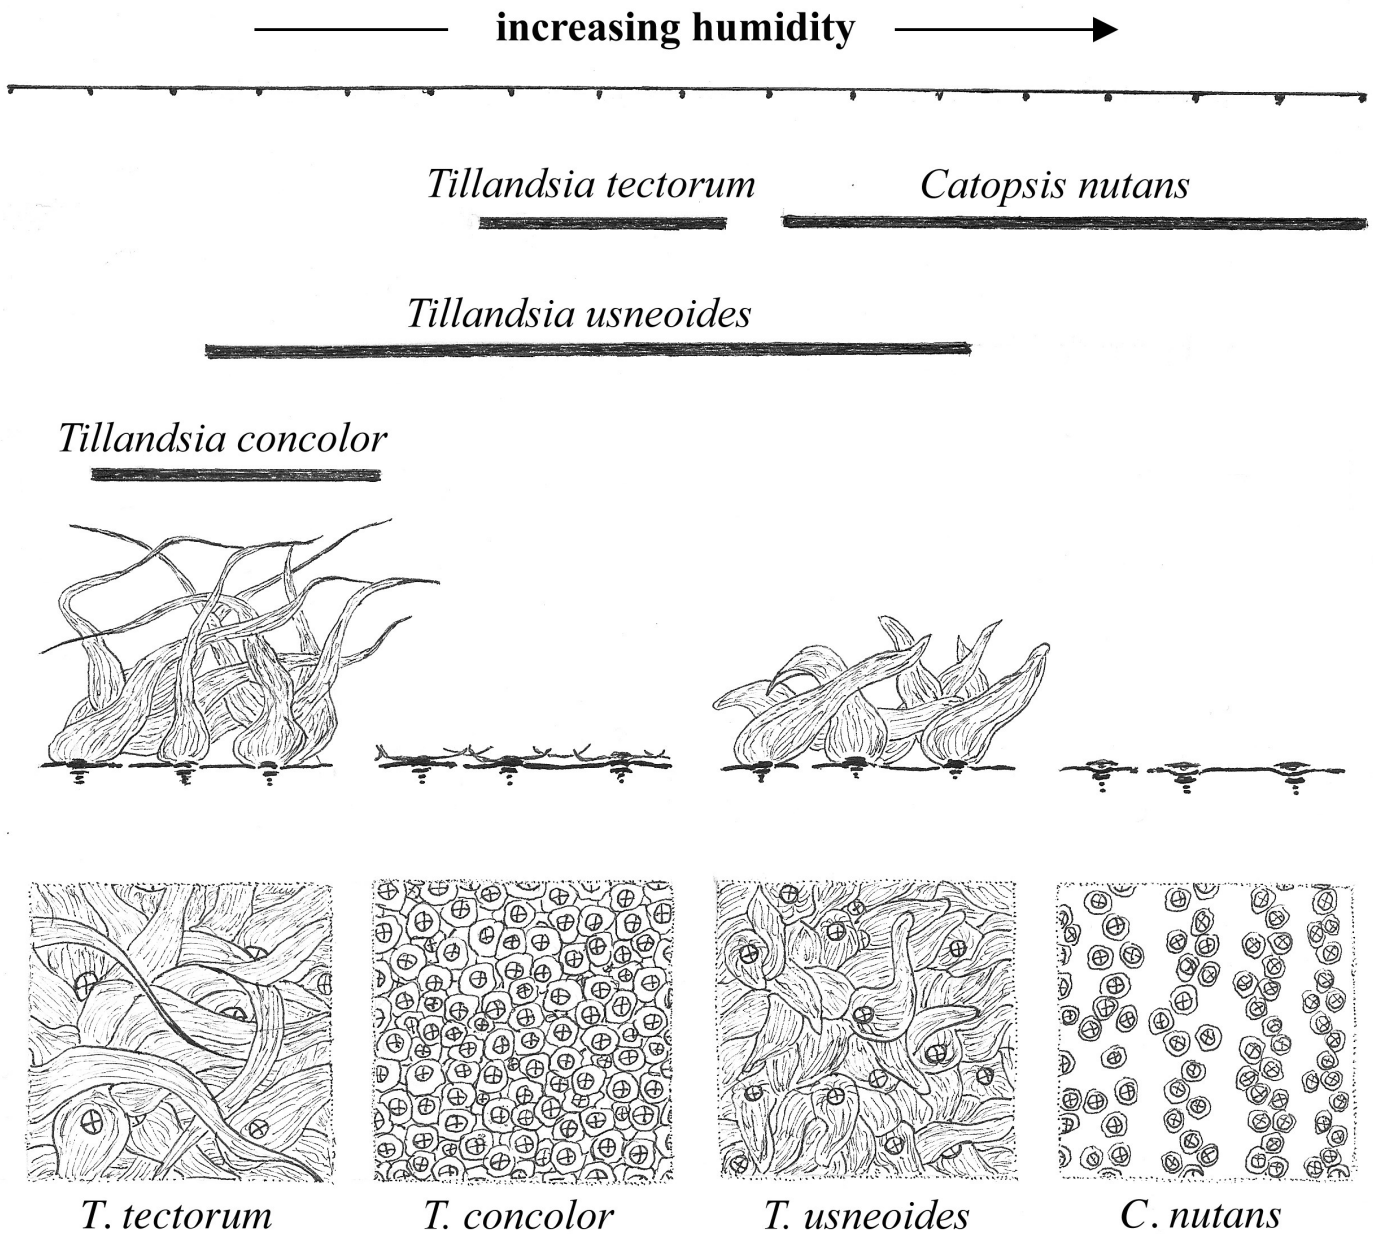 increasing humidity
Tillandsia tectorum
Catopsis nutans
Tillandsia usneoides
Tillandsia concolor
T. tectorum
T. concolor
T. usneoides
C. nutans